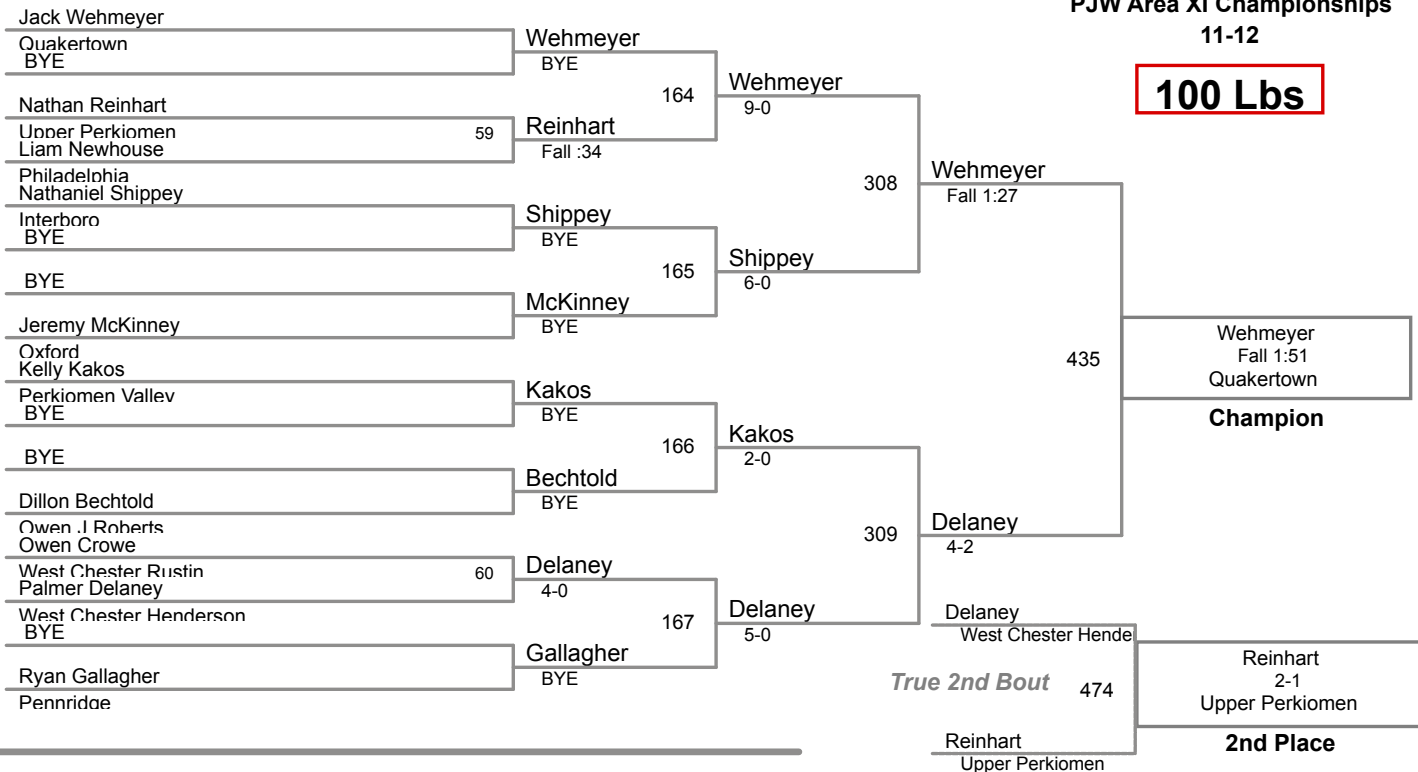 PJW Area XI Championships
11-12
100 Lbs
Jack Wehmeyer
Quakertown
BYE
Nathan Reinhart
Upper Perkiomen
59
Liam Newhouse
Philadelphia
Nathaniel Shippey
Interboro
BYE
BYE
Jeremy McKinney
Oxford
Kelly Kakos
Perkiomen Valley
BYE
BYE
Dillon Bechtold
Owen J Roberts
Owen Crowe
West Chester Rustin
60
Palmer Delaney
West Chester Henderson
BYE
Ryan Gallagher
Pennridge
Wehmeyer
BYE
164
Reinhart
Fall :34
Shippey
BYE
165
McKinney
BYE
Kakos
BYE
166
Bechtold
BYE
Delaney
4-0
167
Gallagher
BYE
Wehmeyer
9-0
308
Shippey
6-0
Kakos
2-0
309
Delaney
5-0
Wehmeyer
Fall 1:27
435
Delaney
4-2
Wehmeyer
Fall 1:51
Quakertown
Champion
Delaney
West Chester Hende
True 2nd Bout
474
Reinhart
Upper Perkiomen
Reinhart
2-1
Upper Perkiomen
2nd Place